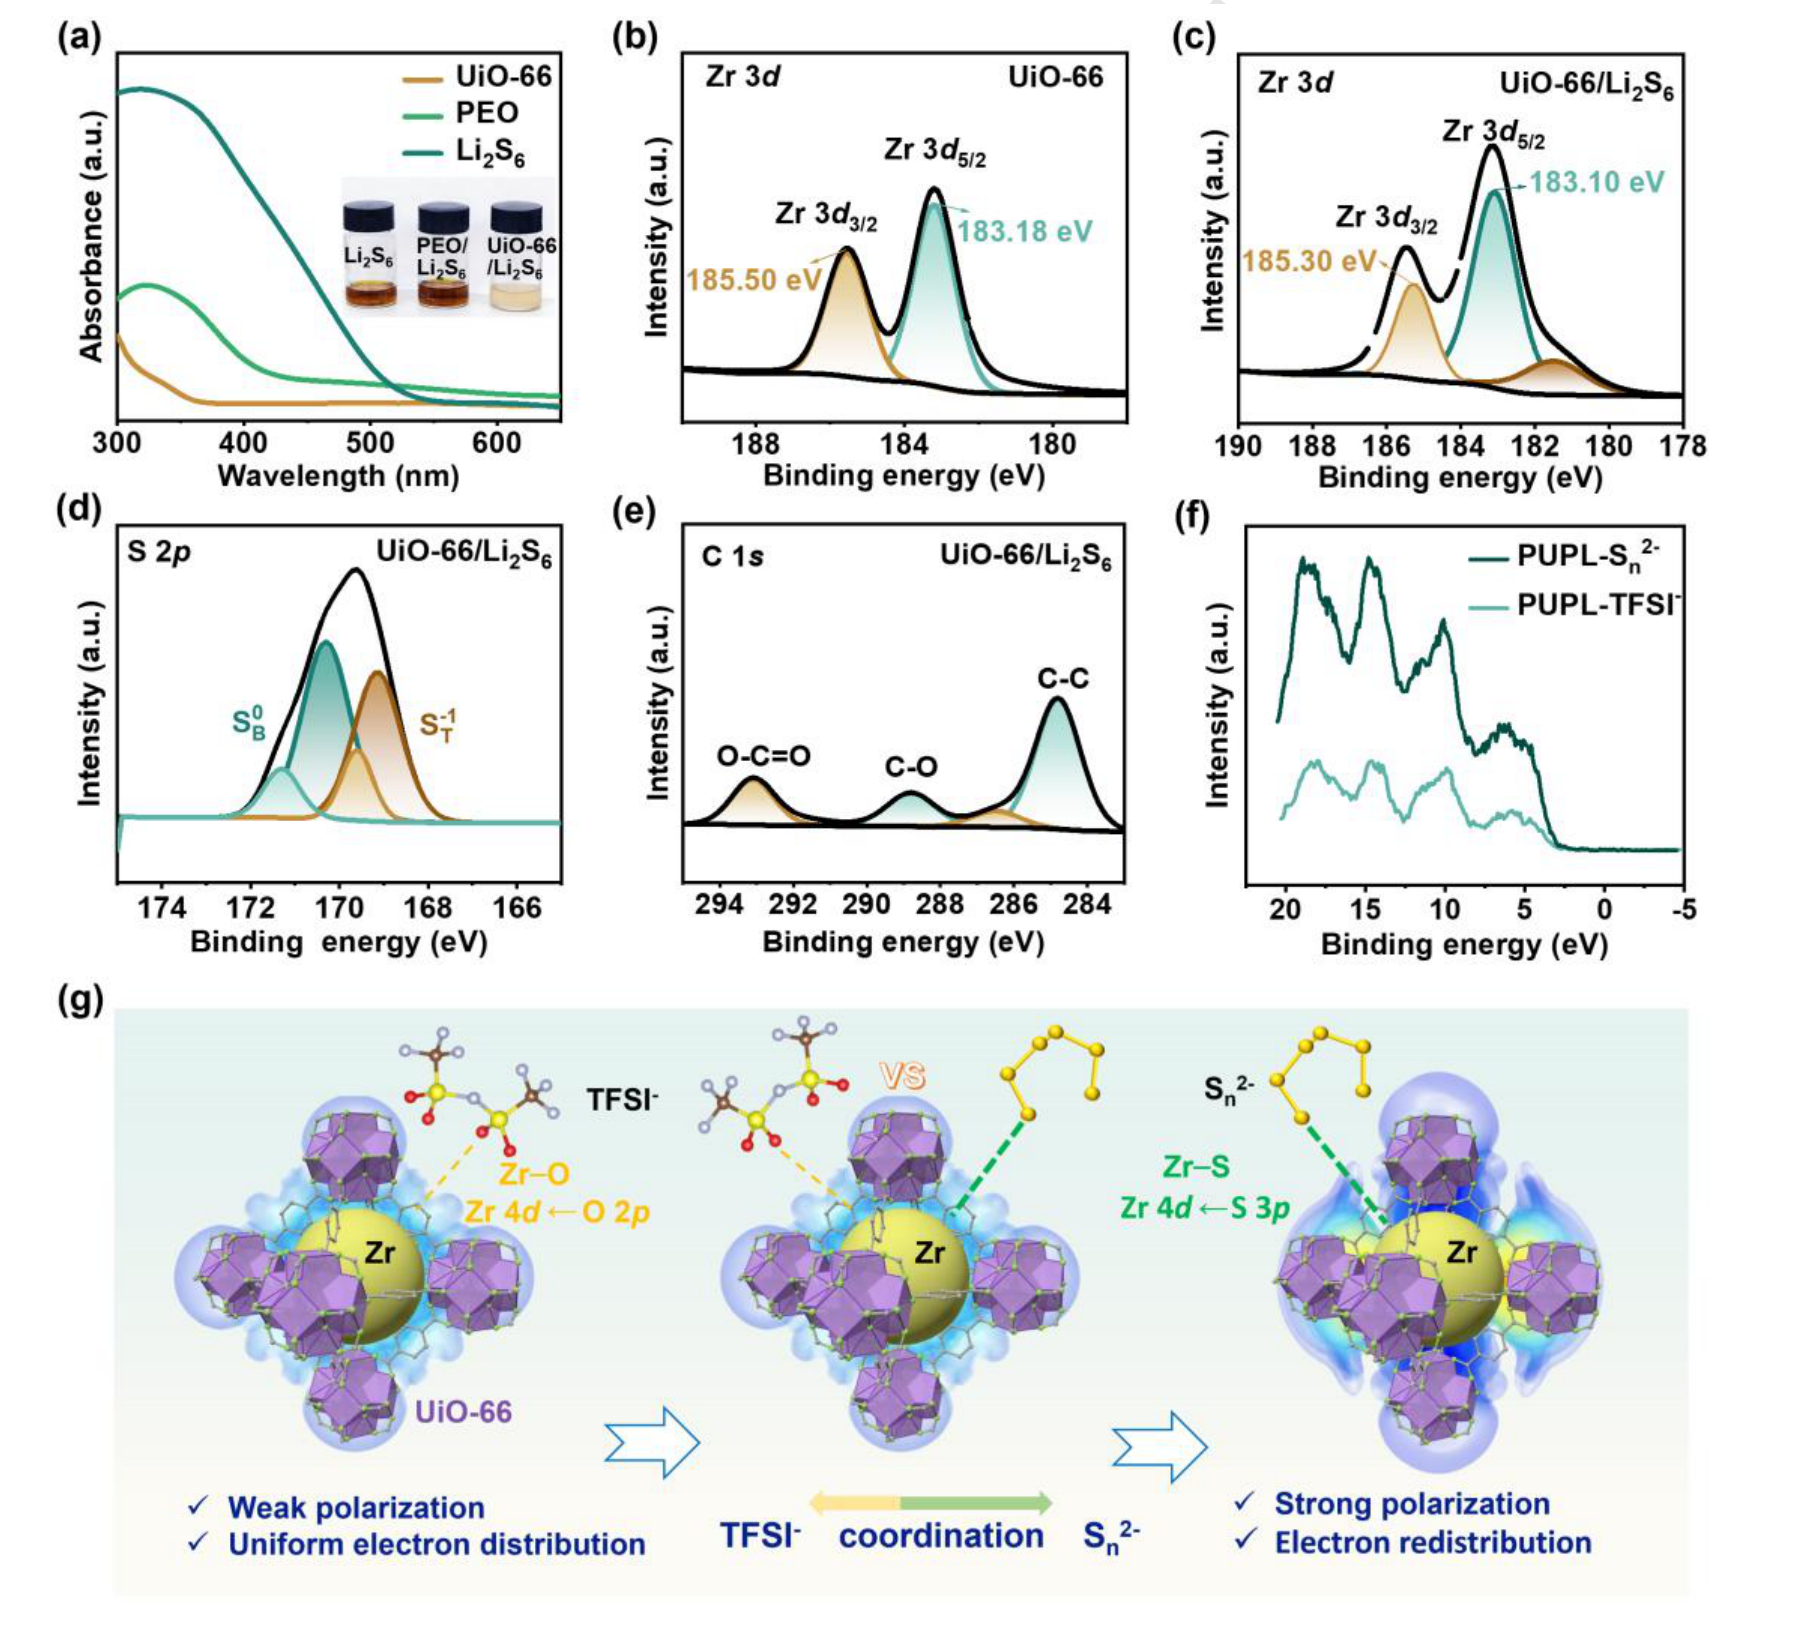 (a)
UiO-66
PEO
Li₂S₆
Li₂S₆
PEO/
Li₂S₆
UiO-66
/Li₂S₆
Absorbance (a.u.)
300 400 500 600
Wavelength (nm)
(b)
Zr 3d
UiO-66
Zr 3d₅/₂
Zr 3d₃/₂
183.18 eV
185.50 eV
Intensity (a.u.)
188 184 180
Binding energy (eV)
(c)
Zr 3d
UiO-66/Li₂S₆
Zr 3d₅/₂
183.10 eV
Zr 3d₃/₂
185.30 eV
Intensity (a.u.)
190 188 186 184 182 180 178
Binding energy (eV)
(d)
S 2p
UiO-66/Li₂S₆
S_B^0
S_T^-1
Intensity (a.u.)
174 172 170 168 166
Binding energy (eV)
(e)
C 1s
UiO-66/Li₂S₆
C-C
O-C=O
C-O
Intensity (a.u.)
294 292 290 288 286 284
Binding energy (eV)
(f)
PUPL-Sₙ²⁻
PUPL-TFSI⁻
Intensity (a.u.)
20 15 10 5 0 -5
Binding energy (eV)
(g)
TFSI⁻
Zr–O
Zr 4d ←O 2p
Zr
UiO-66
✓ Weak polarization
✓ Uniform electron distribution
VS
Zr
TFSI⁻ coordination Sₙ²⁻
Sₙ²⁻
Zr–S
Zr 4d ←S 3p
Zr
✓ Strong polarization
✓ Electron redistribution